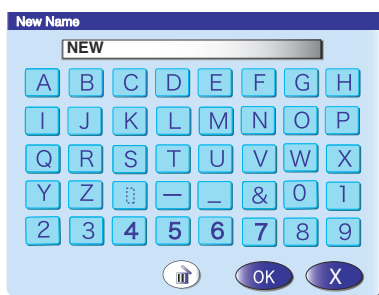 New Name
NEW
A B C D E F G H
I J K L M N O P
Q R S T U V W X
Y Z — _ & 0 1
2 3 4 5 6 7 8 9
OK X